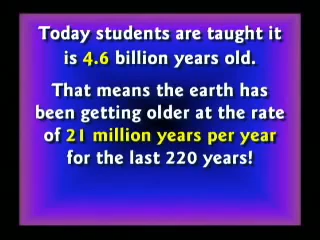 Today students are taught it
is 4.6 billion years old.
That means the earth has
been getting older at the rate
of 21 million years per year
for the last 220 years!